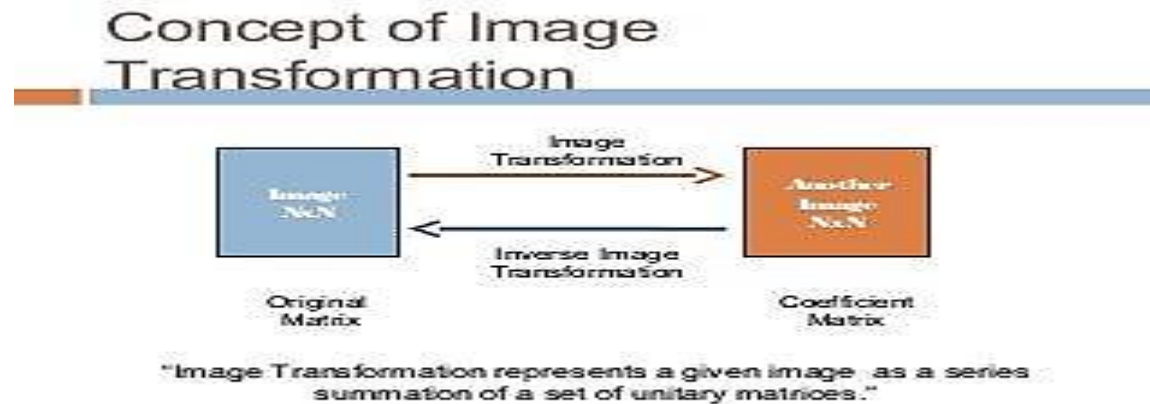 Concept of Image
Transformation
Image
Transformation
Image
NxN
Another
Image
NxN
Inverse Image
Transformation
Original
Matrix
Coefficient
Matrix
"Image Transformation represents a given image as a series
summation of a set of unitary matrices."